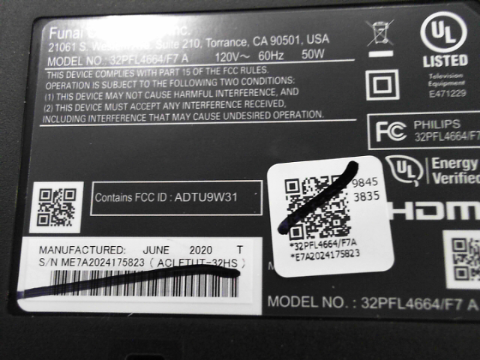 Funai Inc.
21061 S. Suite 210, Torrance, CA 90501, USA
MODEL NO : 32PFL4664/F7 A 120V~ 60Hz 50W
THIS DEVICE COMPLIES WITH PART 15 OF THE FCC RULES.
OPERATION IS SUBJECT TO THE FOLLOWING TWO CONDITIONS:
(1) THIS DEVICE MAY NOT CAUSE HARMFUL INTERFERENCE, AND
(2) THIS DEVICE MUST ACCEPT ANY INTERFERENCE RECEIVED,
INCLUDING INTERFERENCE THAT MAY CAUSE UNDESIRED OPERATION.
UL
LISTED
Television
Equipment
E471229
FC PHILIPS
32PFL4664/F7
UL Energy
Verified
HDMI
Contains FCC ID : ADTU9W31
9845
3835
*32PFL4664/F7A
*E7A2024175823
MANUFACTURED: JUNE 2020 T
S/N ME7A2024175823 (ACLFTUT-32HS)
MODEL NO. : 32PFL4664/F7 A